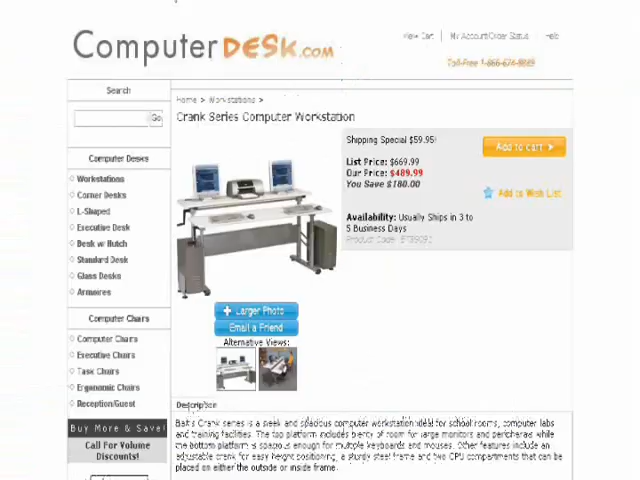 ComputerDESK.COM
View Cart | My Account/Order Status | Help
Toll-Free
Search
Go
Home > Workstations >
Crank Series Computer Workstation
Shipping Special $59.95!
Add to cart
List Price: $669.99
Our Price: $489.99
You Save $180.00
Add to Wish List
Availability: Usually Ships in 3 to
5 Business Days
Product Code:
Computer Desks
Workstations
Corner Desks
L-Shaped
Executive Desk
Desk w Hutch
Standard Desk
Glass Desks
Armoires
Computer Chairs
Computer Chairs
Executive Chairs
Task Chairs
Ergonomic Chairs
Reception/Guest
Buy More & Save!
Call For Volume
Discounts!
Larger Photo
Email a Friend
Alternative Views:
Description
Balt's Crank series is a sleek and spacious computer workstation ideal for school rooms, computer labs
and training facilities. The top platform includes plenty of room for large monitors and peripherals while
the bottom platform is spacious enough for multiple keyboards and mouses. Other features include an
adjustable crank for easy height positioning, a sturdy steel frame and two CPU compartments that can be
placed on either the outside or inside frame.